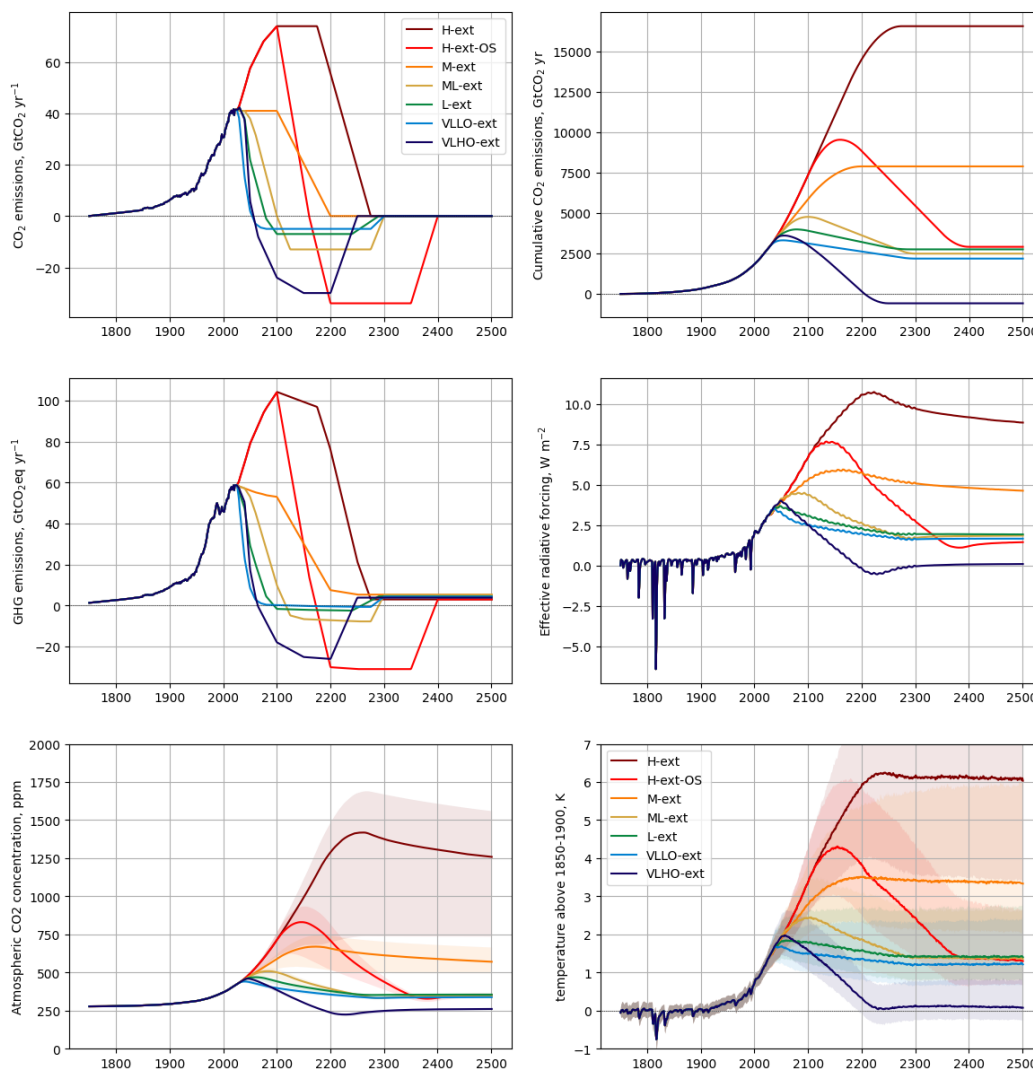 CO₂ emissions, GtCO₂ yr⁻¹
60
40
20
0
−20
1800 1900 2000 2100 2200 2300 2400 2500
H-ext
H-ext-OS
M-ext
ML-ext
L-ext
VLLO-ext
VLHO-ext
Cumulative CO₂ emissions, GtCO₂ yr
15000
12500
10000
7500
5000
2500
0
1800 1900 2000 2100 2200 2300 2400 2500
GHG emissions, GtCO₂eq yr⁻¹
100
80
60
40
20
0
−20
1800 1900 2000 2100 2200 2300 2400 2500
Effective radiative forcing, W m⁻²
10.0
7.5
5.0
2.5
0.0
−2.5
−5.0
1800 1900 2000 2100 2200 2300 2400 2500
Atmospheric CO2 concentration, ppm
2000
1750
1500
1250
1000
750
500
250
0
1800 1900 2000 2100 2200 2300 2400 2500
temperature above 1850-1900, K
7
6
5
4
3
2
1
0
−1
1800 1900 2000 2100 2200 2300 2400 2500
H-ext
H-ext-OS
M-ext
ML-ext
L-ext
VLLO-ext
VLHO-ext